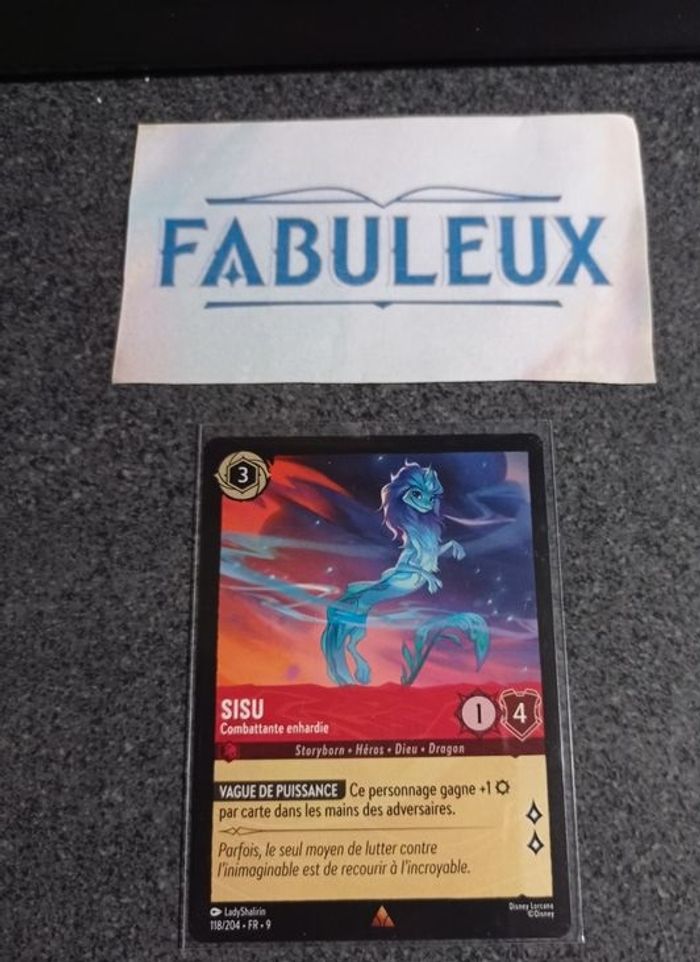 FABULEUX
3
SISU
Combattante enhardie
1 4
Storyborn • Héros • Dieu • Dragon
VAGUE DE PUISSANCE Ce personnage gagne +1
par carte dans les mains des adversaires.
Parfois, le seul moyen de lutter contre
l'inimaginable est de recourir à l'incroyable.
LadyShalirin
118/204 • FR • 9
Disney Lorcana
©Disney